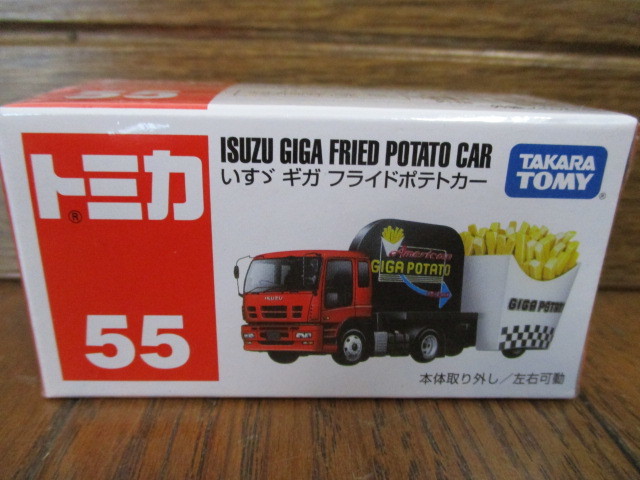 55
トミカ
®
55
ISUZU GIGA FRIED POTATO CAR
いすゞ ギガ フライドポテトカー
TAKARA
TOMY
®
American
GIGA POTATO
ISUZU
GIGA POTATO
本体取り外し/左右可動